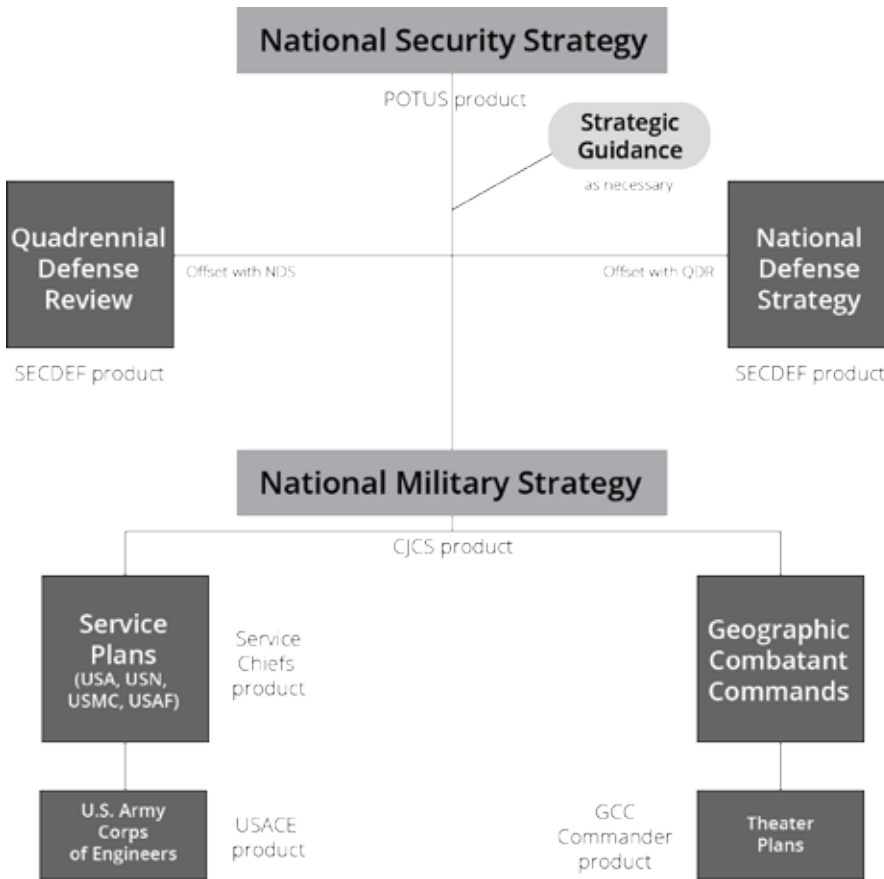 National Security Strategy
POTUS product
Strategic
Guidance
as necessary
Quadrennial
Defense
Review
Offset with NDS
Offset with QDR
National
Defense
Strategy
SECDEF product
SECDEF product
National Military Strategy
CJCS product
Service
Plans
(USA, USN,
USMC, USAF)
Service
Chiefs
product
Geographic
Combatant
Commands
U.S. Army
Corps
of Engineers
USACE
product
GCC
Commander
product
Theater
Plans